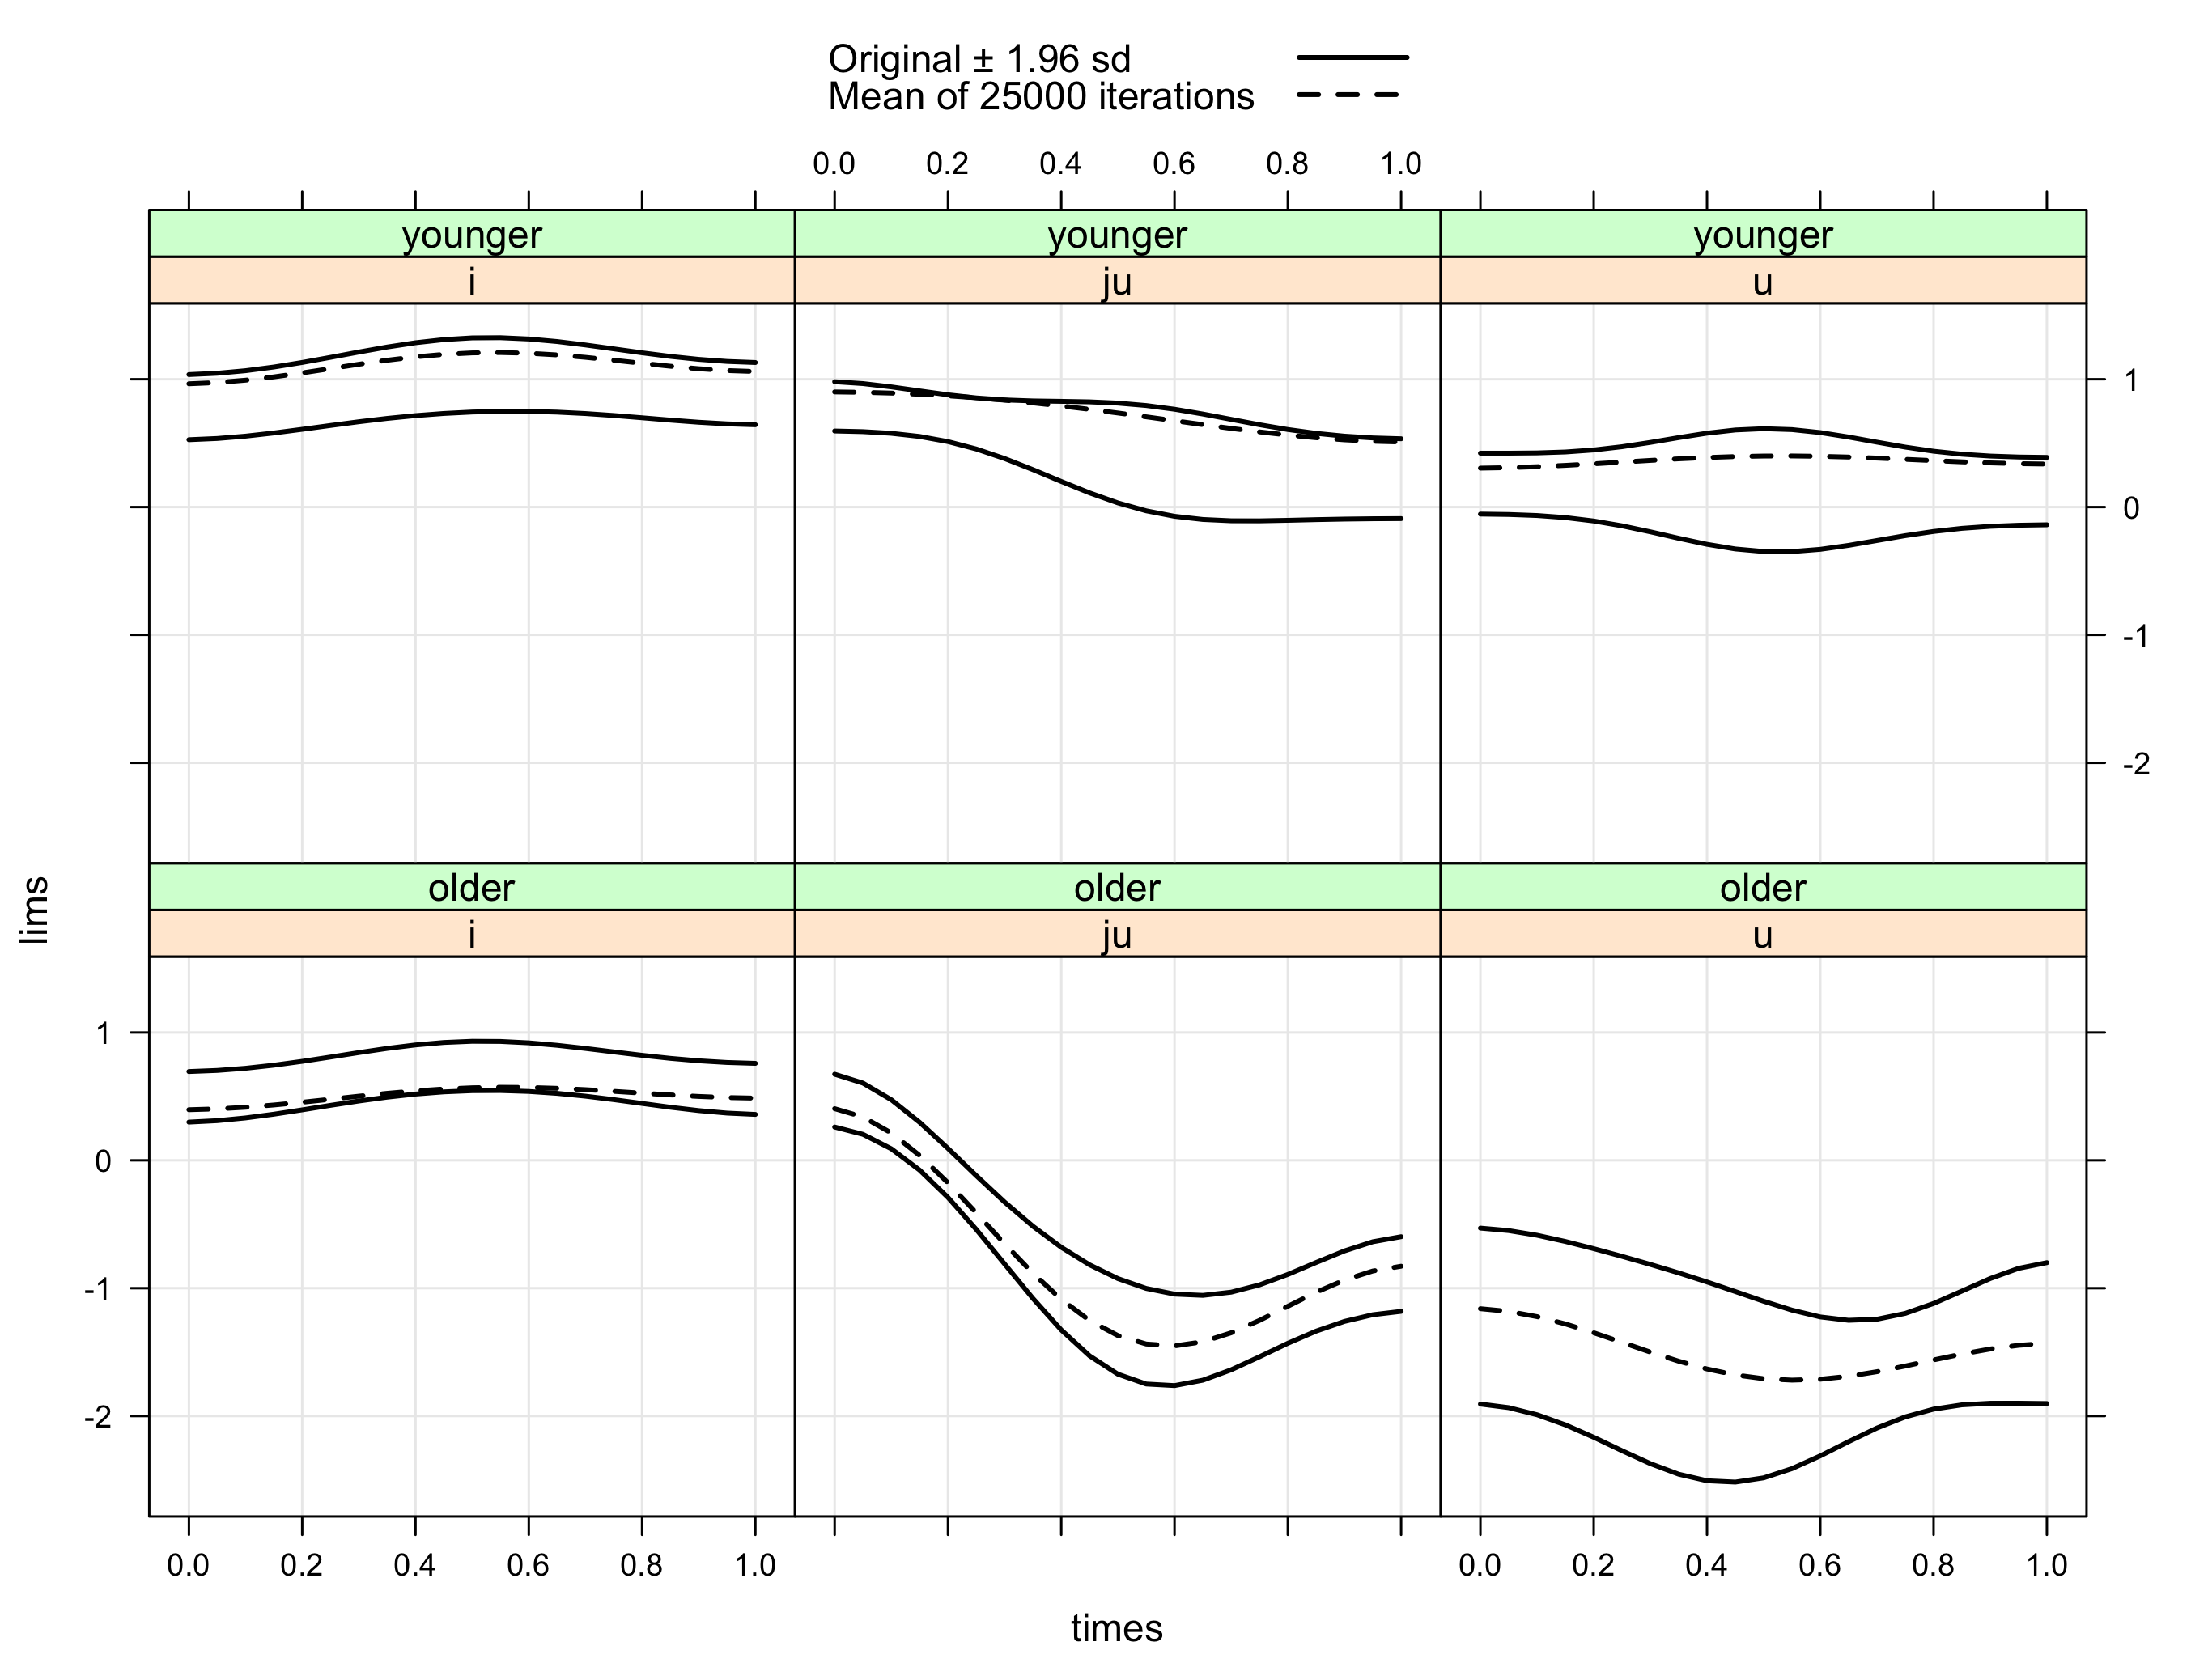 Original ± 1.96 sd
Mean of 25000 iterations
0.0 0.2 0.4 0.6 0.8 1.0
younger younger younger
i ju u
1
0
-1
-2
older older older
i ju u
lims
1
0
-1
-2
0.0 0.2 0.4 0.6 0.8 1.0 0.0 0.2 0.4 0.6 0.8 1.0
times